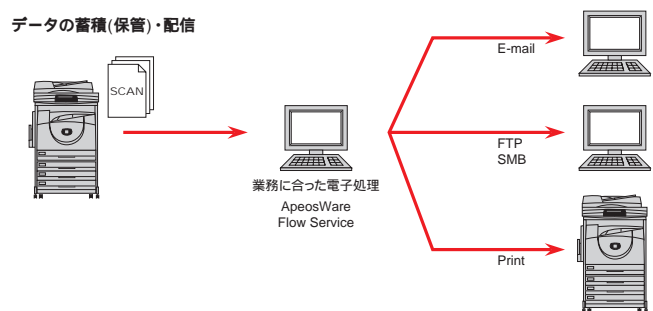 データの蓄積(保管)・配信
SCAN
業務に合った電子処理
ApeosWare
Flow Service
E-mail
FTP
SMB
Print